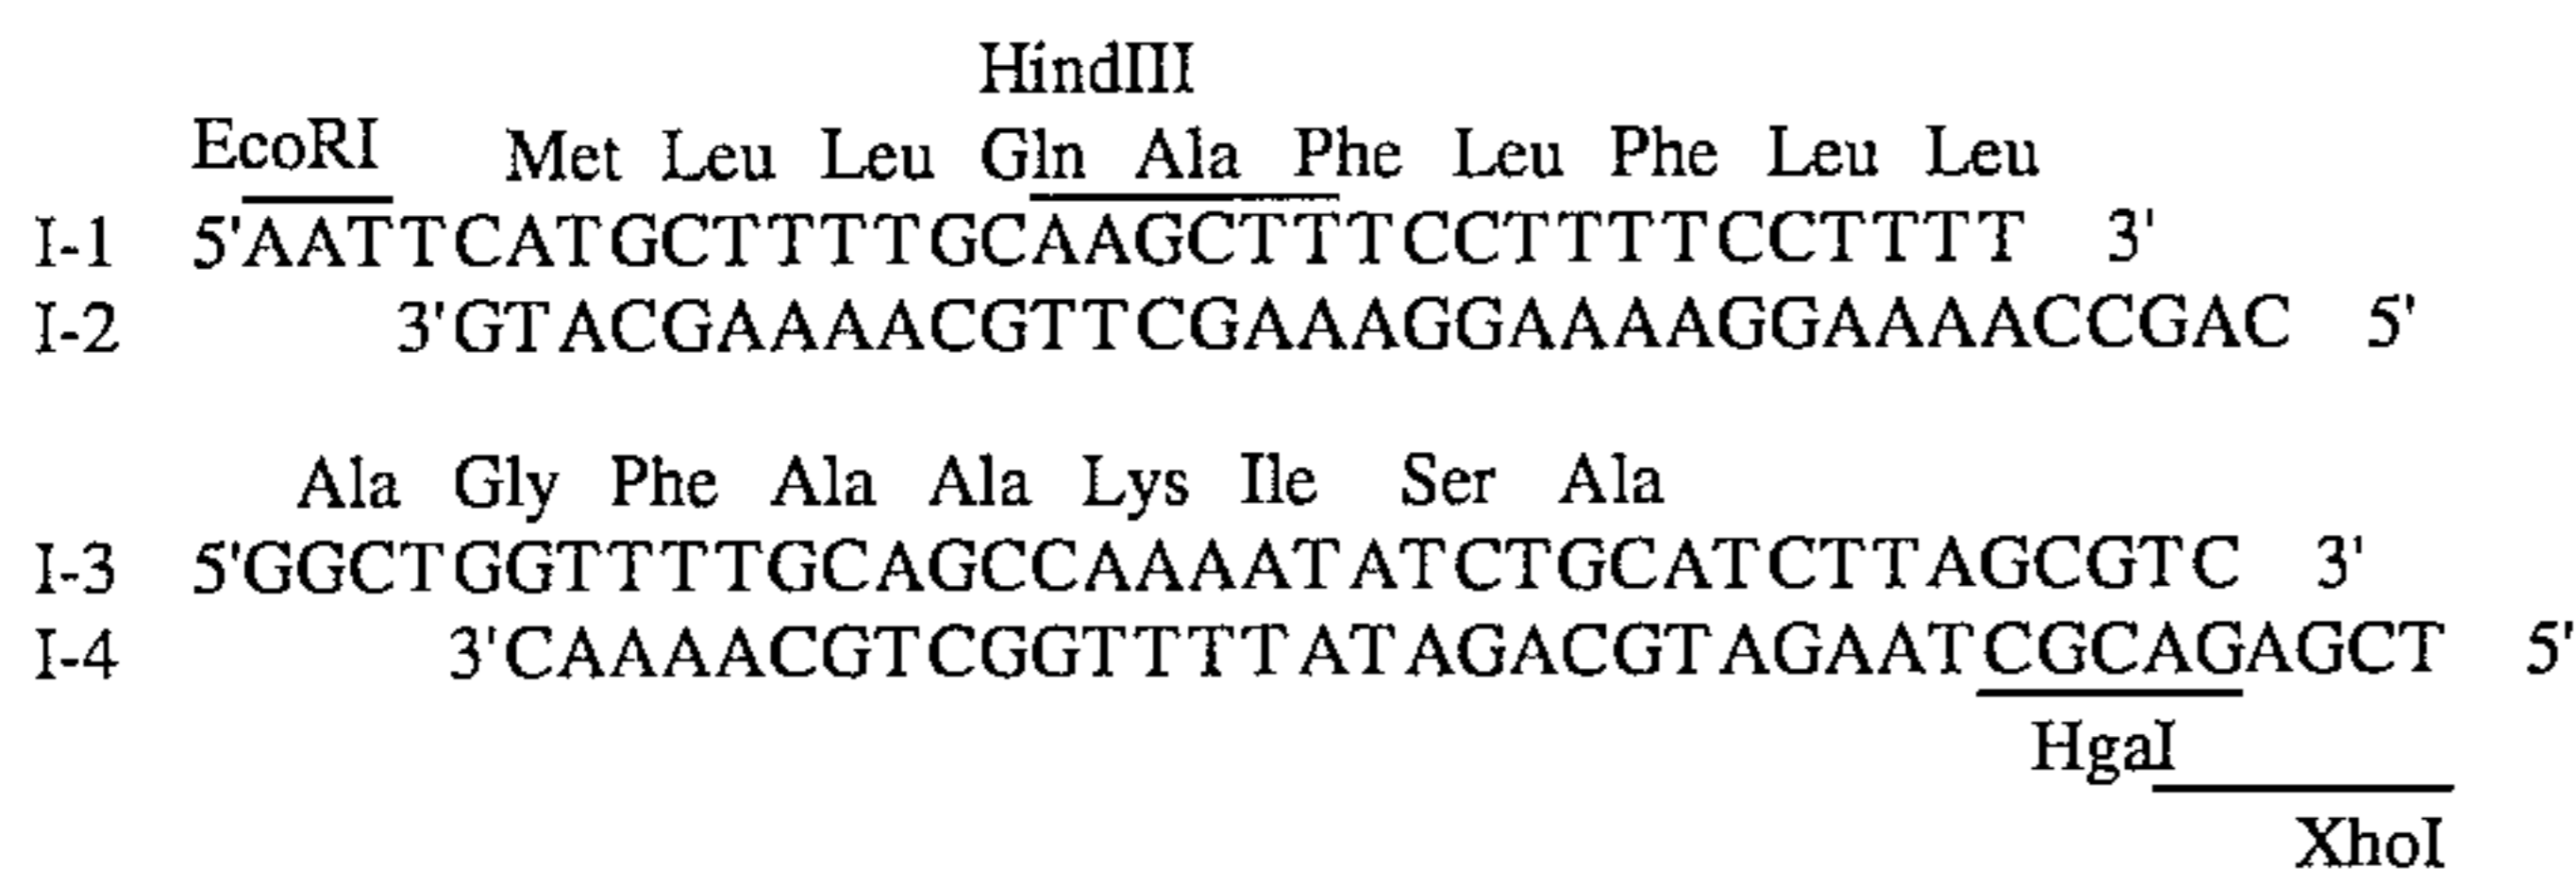 HindIII
EcoRI Met Leu Leu Gln Ala Phe Leu Phe Leu Leu
I-1 5'AATTCATGCTTTTGCAAGCTTTCCTTTTCCTTTT 3'
I-2 3'GTACGAAAACGTTCGAAAGGAAAAGGAAAACCGAC 5'
Ala Gly Phe Ala Ala Lys Ile Ser Ala
I-3 5'GGCTGGTTTTGCAGCCAAAATATCTGCATCTTAGCGTC 3'
I-4 3'CAAAACGTCGGTTTTATAGACGTAGAATCGCAGAGCT 5'
HgaI
XhoI